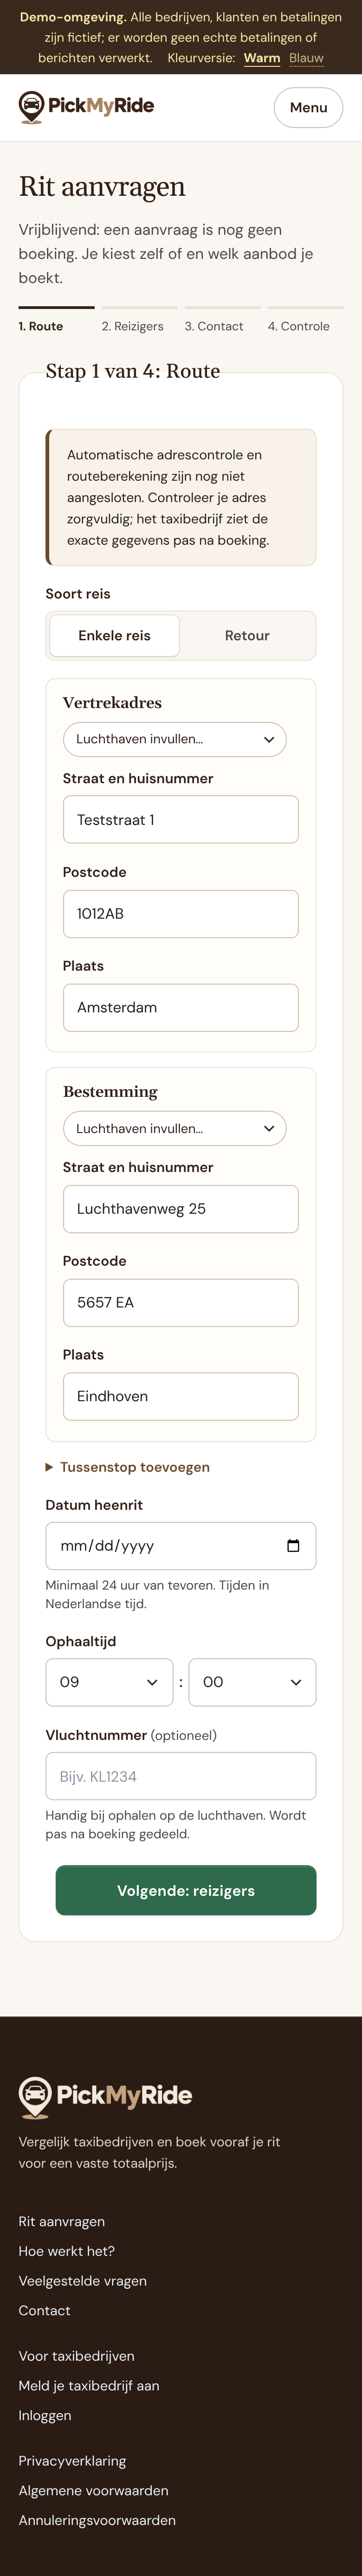 Demo-omgeving. Alle bedrijven, klanten en betalingen
zijn fictief; er worden geen echte betalingen of
berichten verwerkt. Kleurversie: Warm Blauw
PickMyRide
Menu
Rit aanvragen
Vrijblijvend: een aanvraag is nog geen
boeking. Je kiest zelf of en welk aanbod je
boekt.
1. Route 2. Reizigers 3. Contact 4. Controle
Stap 1 van 4: Route
Automatische adrescontrole en
routeberekening zijn nog niet
aangesloten. Controleer je adres
zorgvuldig; het taxibedrijf ziet de
exacte gegevens pas na boeking.
Soort reis
Enkele reis Retour
Vertrekadres
Luchthaven invullen...
Straat en huisnummer
Teststraat 1
Postcode
1012AB
Plaats
Amsterdam
Bestemming
Luchthaven invullen...
Straat en huisnummer
Luchthavenweg 25
Postcode
5657 EA
Plaats
Eindhoven
Tussenstop toevoegen
Datum heenrit
mm/dd/yyyy
Minimaal 24 uur van tevoren. Tijden in
Nederlandse tijd.
Ophaaltijd
09 : 00
Vluchtnummer (optioneel)
Bijv. KL1234
Handig bij ophalen op de luchthaven. Wordt
pas na boeking gedeeld.
Volgende: reizigers
PickMyRide
Vergelijk taxibedrijven en boek vooraf je rit
voor een vaste totaalprijs.
Rit aanvragen
Hoe werkt het?
Veelgestelde vragen
Contact
Voor taxibedrijven
Meld je taxibedrijf aan
Inloggen
Privacyverklaring
Algemene voorwaarden
Annuleringsvoorwaarden